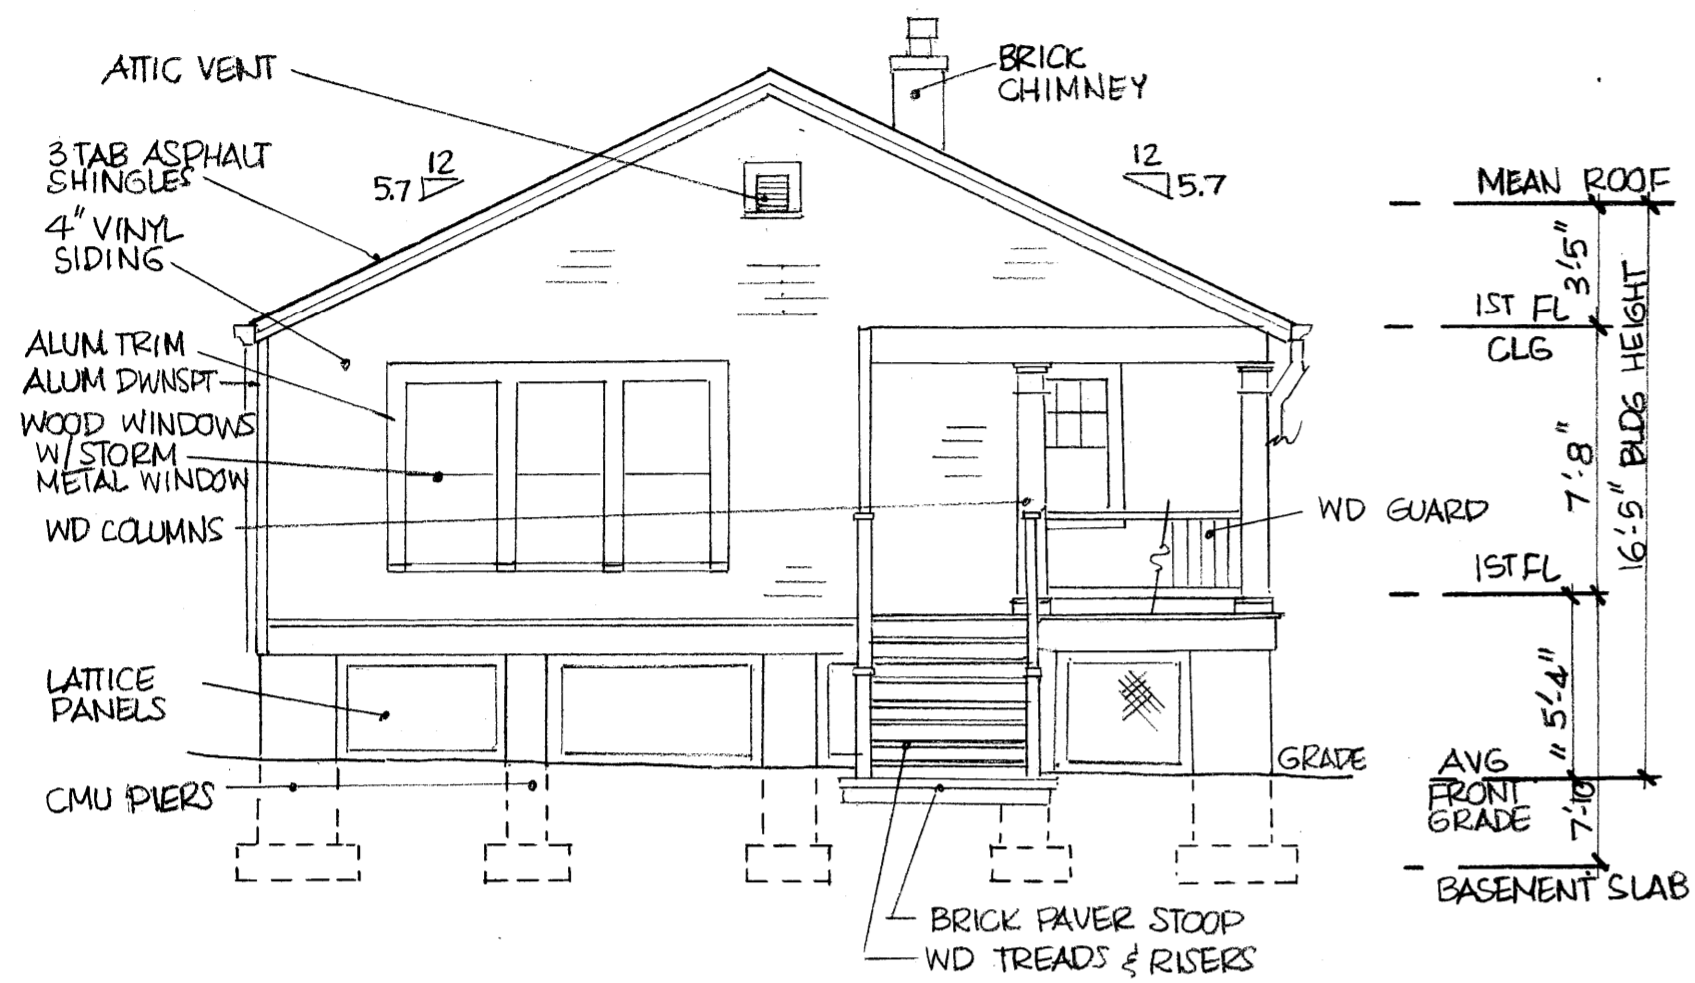 ATTIC VENT
3 TAB ASPHALT
SHINGLES
4" VINYL
SIDING
ALUM TRIM
ALUM DWNSPT
WOOD WINDOWS
W/STORM
METAL WINDOW
WD COLUMNS
LATTICE
PANELS
CMU PIERS
12
5.7
BRICK
CHIMNEY
12
5.7
WD GUARD
GRADE
BRICK PAVER STOOP
WD TREADS & RISERS
MEAN ROOF
3'-5"
1ST FL
CLG
7'-8"
16'-5" BLDG HEIGHT
1ST FL
5'-4"
AVG
FRONT
GRADE
7'-10"
BASEMENT SLAB